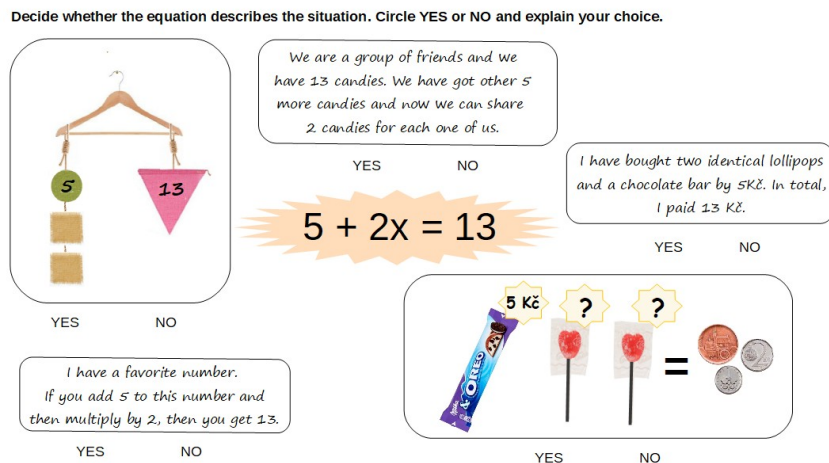 Decide whether the equation describes the situation. Circle YES or NO and explain your choice.
5
13
YES NO
We are a group of friends and we
have 13 candies. We have got other 5
more candies and now we can share
2 candies for each one of us.
YES NO
I have bought two identical lollipops
and a chocolate bar by 5Kč. In total,
I paid 13 Kč.
YES NO
5 + 2x = 13
I have a favorite number.
If you add 5 to this number and
then multiply by 2, then you get 13.
YES NO
5 Kč
?
?
OREO
=
2
YES NO